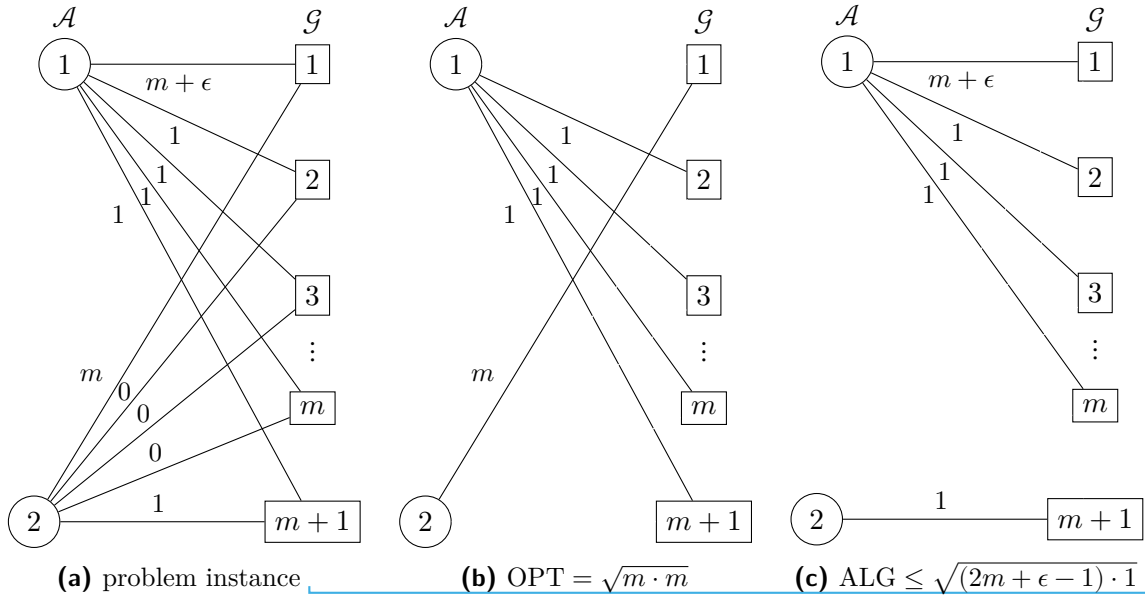 𝒜 𝒢 𝒜 𝒢 𝒜 𝒢
1 1 1 1 1 1
m + ϵ m + ϵ
1 1 1
2 2 2
1 1 1
1 1 1
1 1
3 3 3
⋮ ⋮ ⋮
m m
0
0 m m m
0
2 1 m + 1 2 m + 1 2 1 m + 1
(a) problem instance (b) OPT = √m · m (c) ALG ≤ √(2m + ϵ − 1) · 1